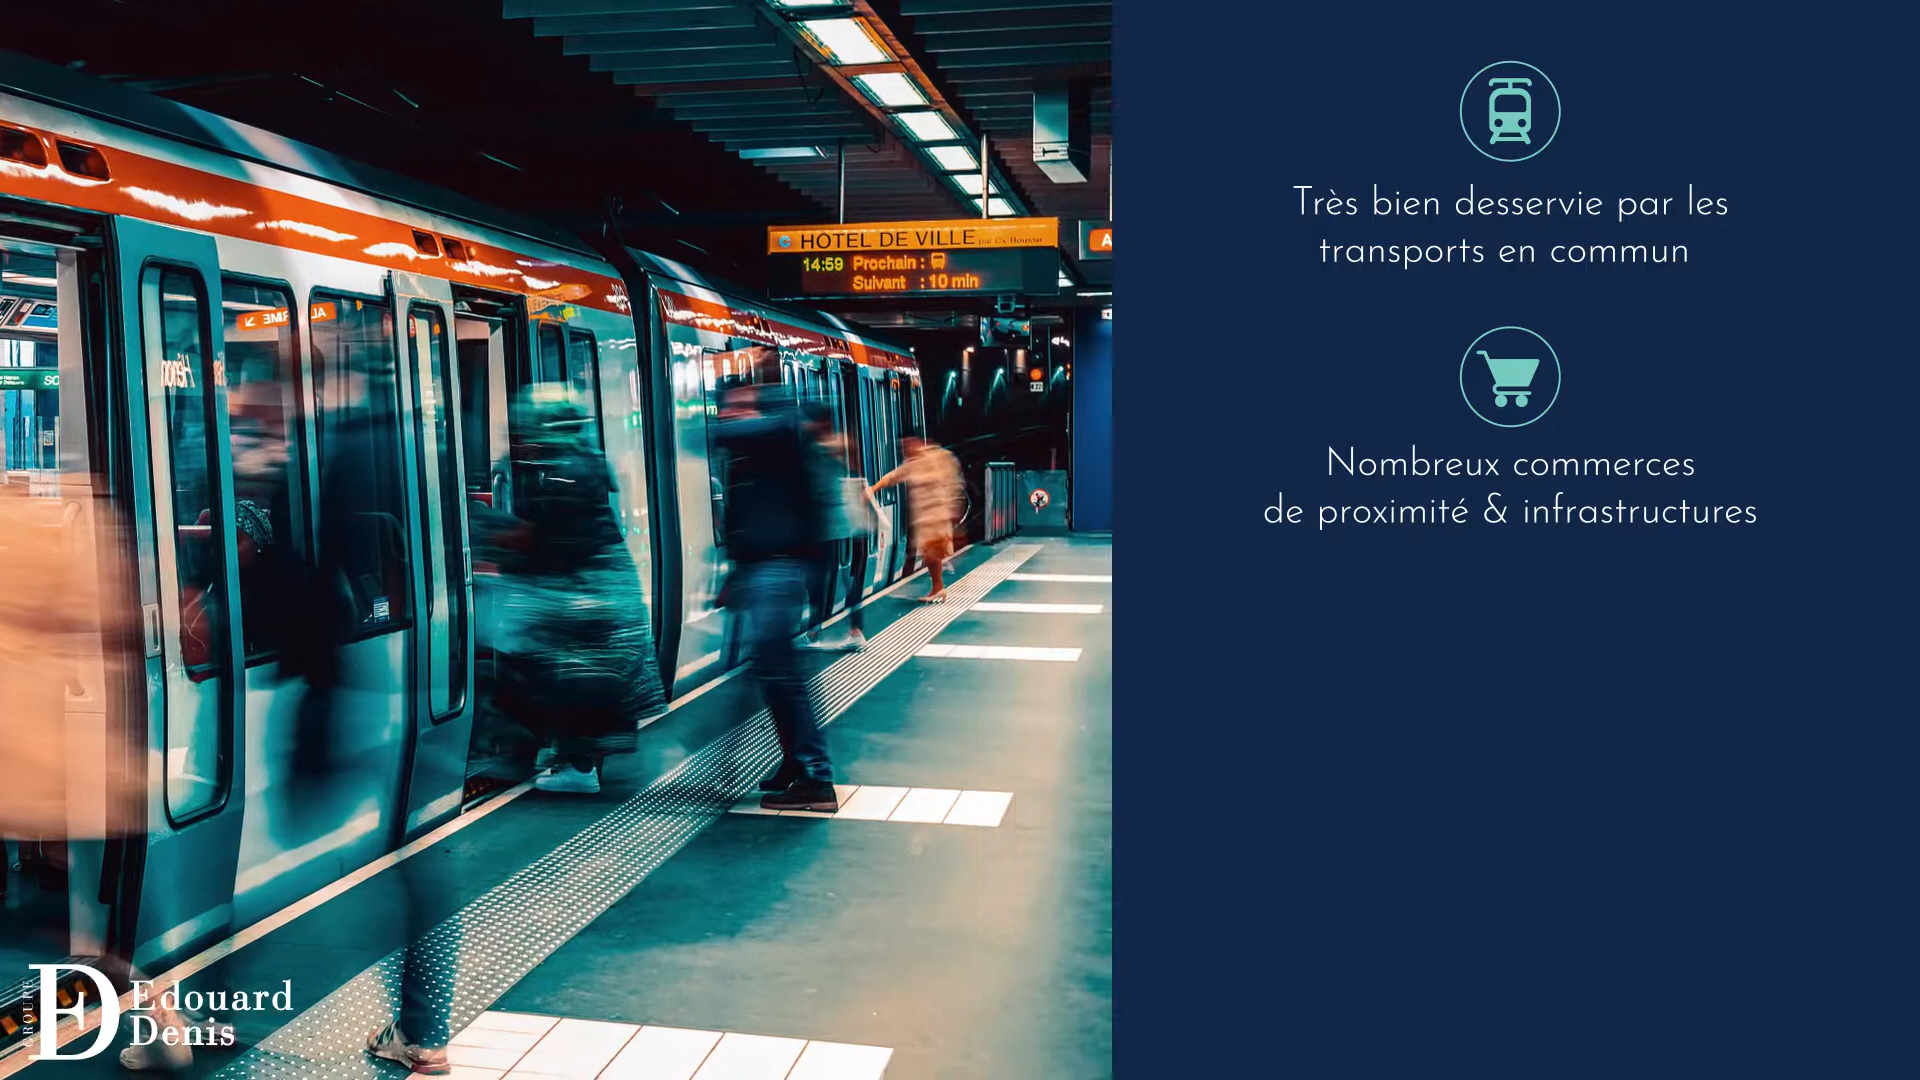 HOTEL DE VILLE
14:59 Prochain :
Suivant : 10 min
A
Très bien desservie par les
transports en commun
Nombreux commerces
de proximité & infrastructures
GROUPE
ED
Edouard
Denis